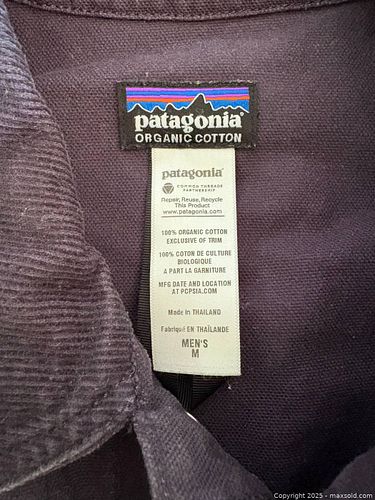 patagonia®
ORGANIC COTTON
patagonia®
COMMON THREADS
PARTNERSHIP
Repair, Reuse, Recycle
This Product
www.patagonia.com
100% ORGANIC COTTON
EXCLUSIVE OF TRIM
100% COTON DE CULTURE
BIOLOGIQUE
A PART LA GARNITURE
MFG DATE AND LOCATION
AT PCPSIA.COM
Made in THAILAND
Fabriqué EN THAÏLANDE
MEN'S
M
Copyright 2025 - maxsold.com